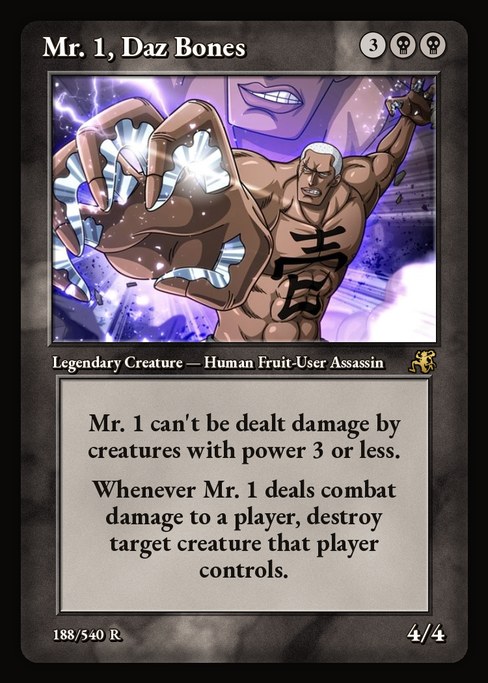 Mr. 1, Daz Bones
3
壱
Legendary Creature — Human Fruit-User Assassin
Mr. 1 can't be dealt damage by
creatures with power 3 or less.
Whenever Mr. 1 deals combat
damage to a player, destroy
target creature that player
controls.
188/540 R
4/4